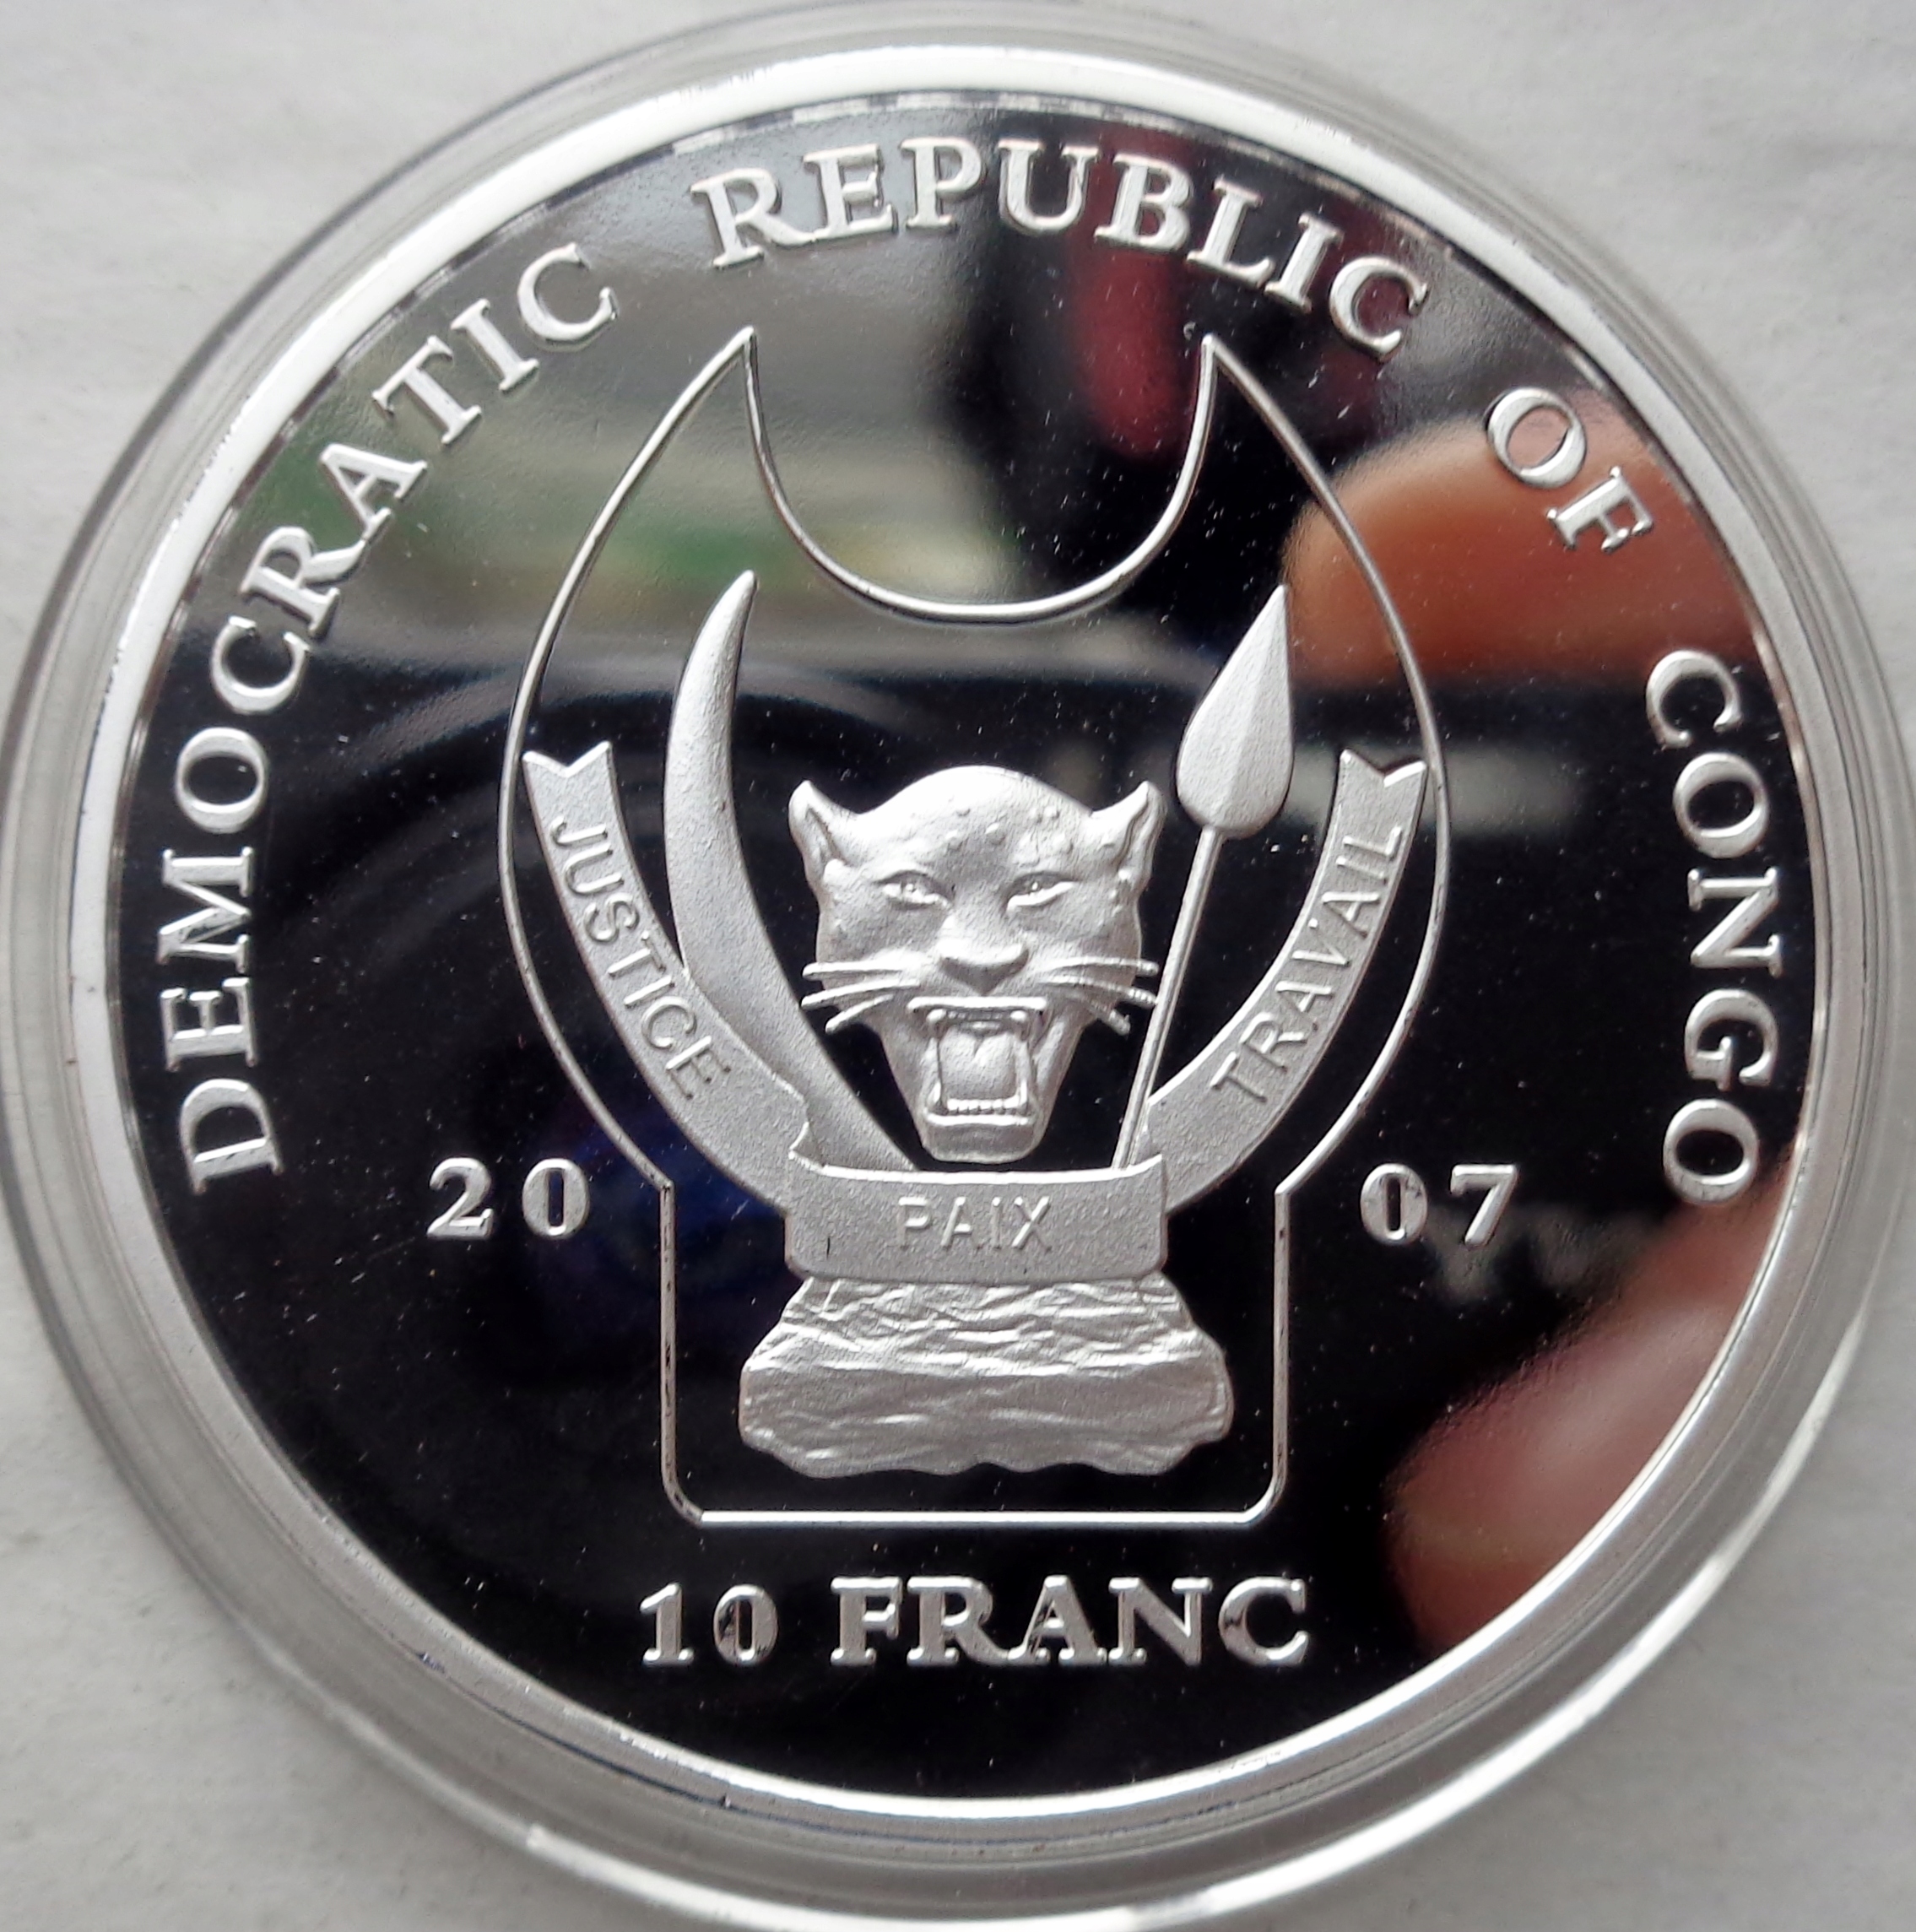 DEMOCRATIC REPUBLIC OF CONGO
JUSTICE
TRAVAIL
PAIX
20 07
10 FRANC